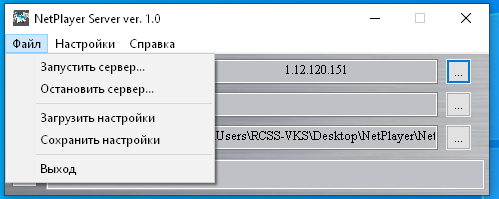 NetPlayer Server ver. 1.0
Файл Настройки Справка
Запустить сервер...
1.12.120.151 ...
Остановить сервер...
...
Загрузить настройки
Сохранить настройки
Users\RCSS-VKS\Desktop\NetPlayer\Net ...
Выход